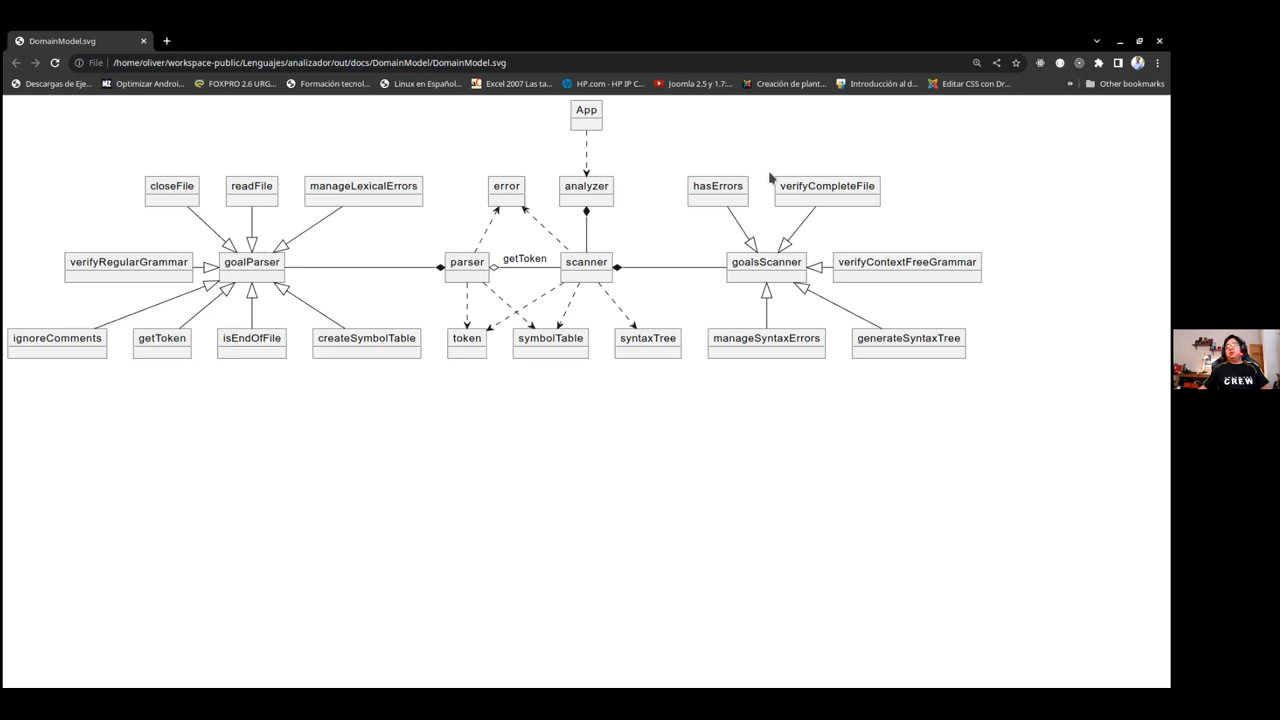 DomainModel.svg
File /home/oliver/workspace-public/Lenguajes/analizador/out/docs/DomainModel/DomainModel.svg
Descargas de Eje... Optimizar Androi... FOXPRO 2.6 URG... Formación tecnol... Linux en Español... Excel 2007 Las ta... HP.com - HP IP C... Joomla 2.5 y 1.7:... Creación de plant... Introducción al d... Editar CSS con Dr... » Other bookmarks
App
closeFile readFile manageLexicalErrors error analyzer hasErrors verifyCompleteFile
verifyRegularGrammar goalParser parser getToken scanner goalsScanner verifyContextFreeGrammar
ignoreComments getToken isEndOfFile createSymbolTable token symbolTable syntaxTree manageSyntaxErrors generateSyntaxTree
CREW